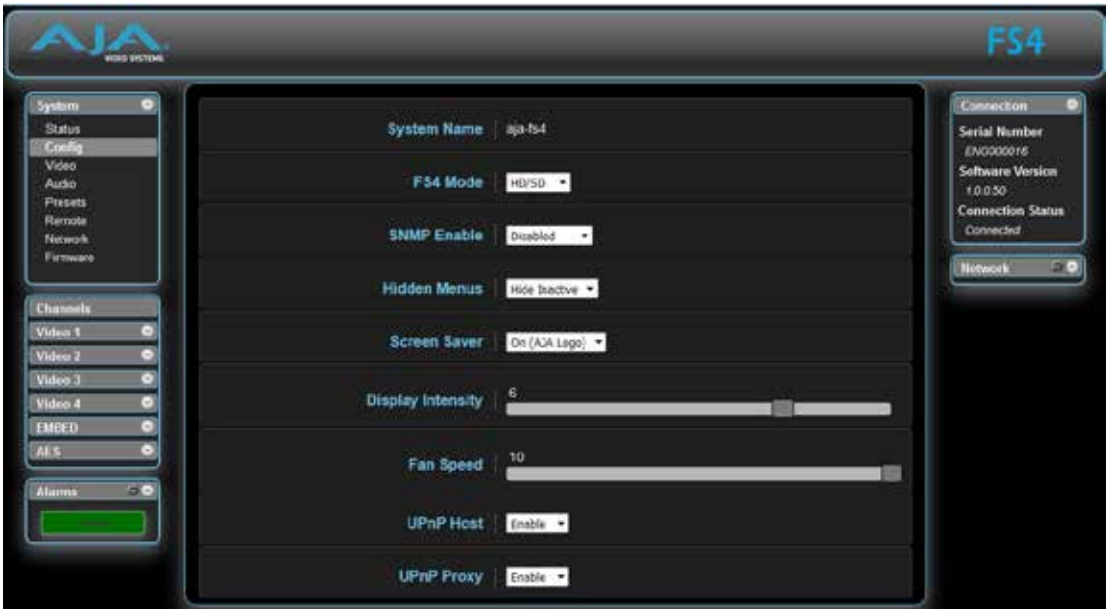 AJA
VIDEO SYSTEMS
FS4
System
Status
Config
Video
Audio
Presets
Remote
Network
Firmware
Channels
Video 1
Video 2
Video 3
Video 4
EMBED
AES
Alarms
System Name
aja-fs4
FS4 Mode
HD/SD
SNMP Enable
Disabled
Hidden Menus
Hide Inactive
Screen Saver
On (AJA Logo)
Display Intensity
6
Fan Speed
10
UPnP Host
Enable
UPnP Proxy
Enable
Connection
Serial Number
ENG000016
Software Version
1.0.0.50
Connection Status
Connected
Network